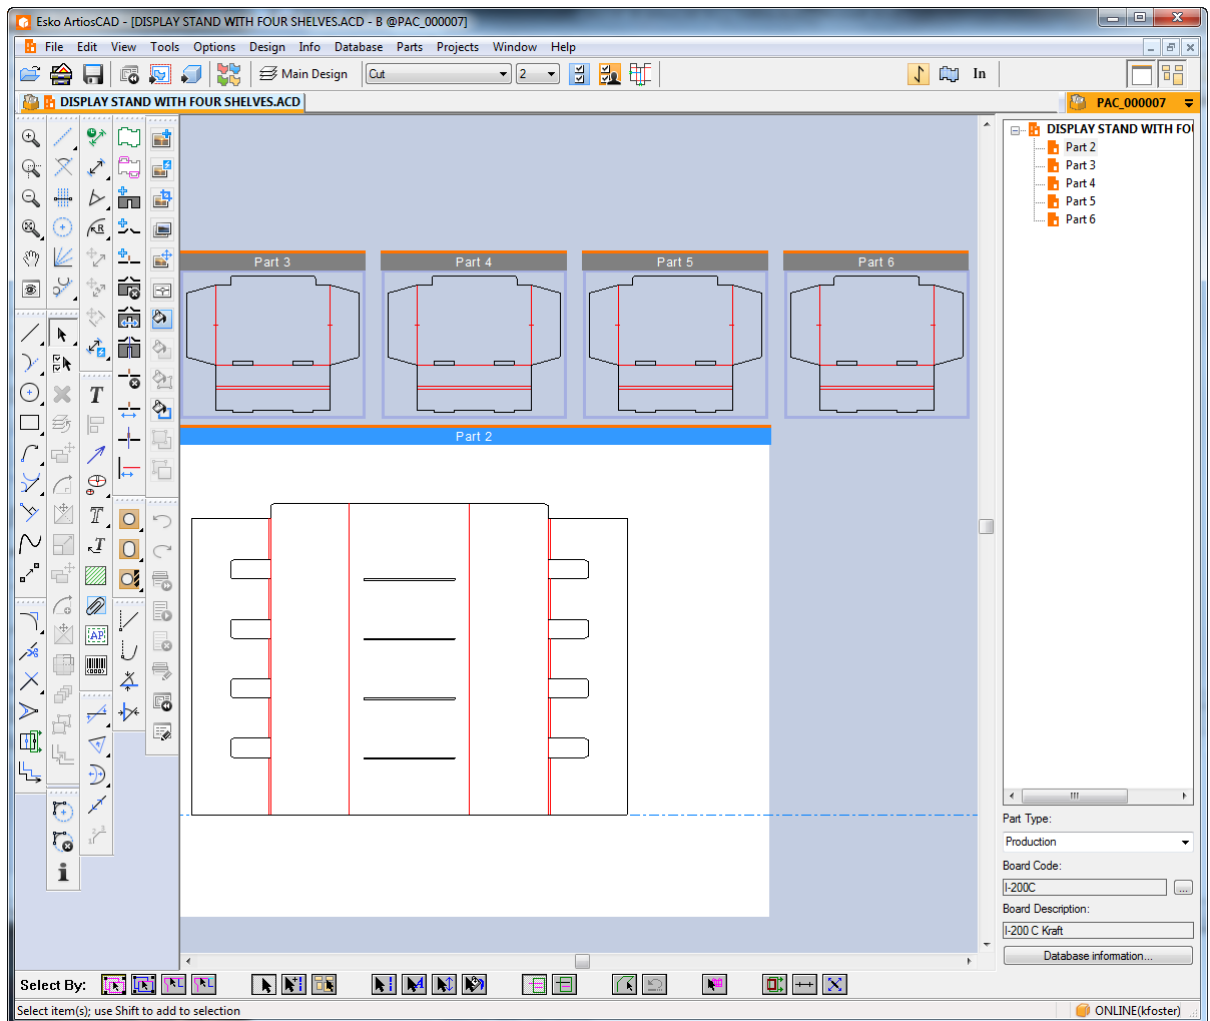 Esko ArtiosCAD - [DISPLAY STAND WITH FOUR SHELVES.ACD - B @PAC_000007]
File Edit View Tools Options Design Info Database Parts Projects Window Help
Main Design Cut 2 In
DISPLAY STAND WITH FOUR SHELVES.ACD PAC_000007
DISPLAY STAND WITH FO
Part 2
Part 3
Part 4
Part 5
Part 6
Part 3 Part 4 Part 5 Part 6
Part 2
Part Type:
Production
Board Code:
I-200C
...
Board Description:
I-200 C Kraft
Database information...
Select By:
Select item(s); use Shift to add to selection ONLINE(kfoster)